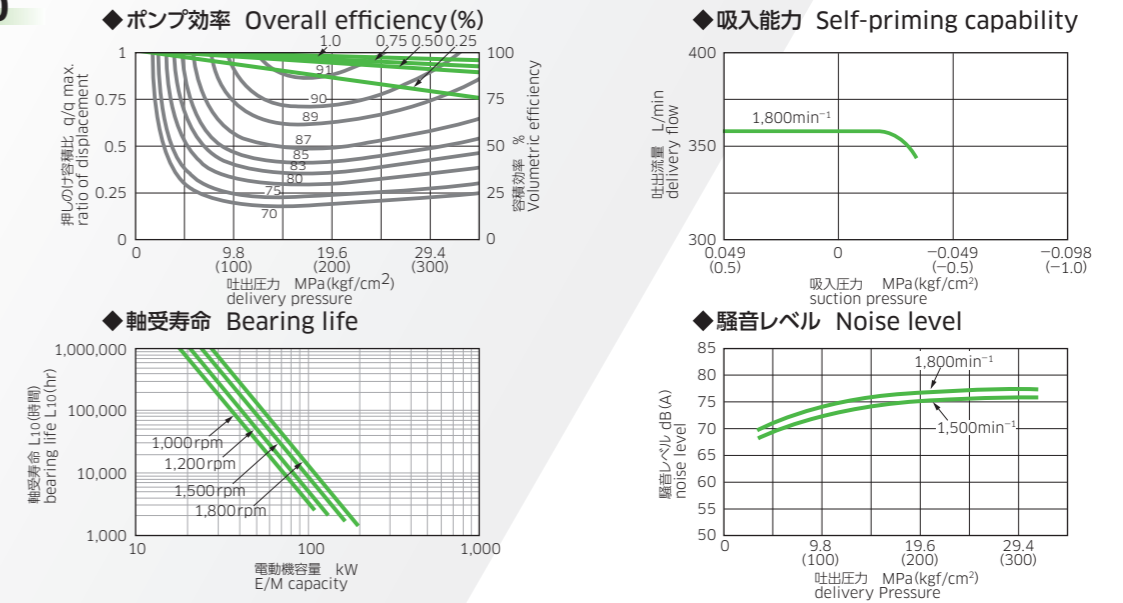 ◆ポンプ効率 Overall efficiency(%)
1.0 0.75 0.50 0.25
押しのけ容積比 q/q max.
ratio of displacement
1
0.75
0.5
0.25
0
91
90
89
87
85
83
80
75
70
100
75
50
25
0
容積効率 %
Volumetric efficiency
0 9.8 19.6 29.4
(100) (200) (300)
吐出圧力 MPa(kgf/cm2)
delivery pressure
◆吸入能力 Self-priming capability
吐出流量 L/min
delivery flow
400
350
300
1,800min−1
0.049 0 −0.049 −0.098
(0.5) (−0.5) (−1.0)
吸入圧力 MPa(kgf/cm2)
suction pressure
◆軸受寿命 Bearing life
軸受寿命 L10(時間)
bearing life L10(hr)
1,000,000
100,000
10,000
1,000
1,000rpm
1,200rpm
1,500rpm
1,800rpm
10 100 1,000
電動機容量 kW
E/M capacity
◆騒音レベル Noise level
騒音レベル dB(A)
noise level
85
80
75
70
65
60
55
50
1,800min−1
1,500min−1
0 9.8 19.6 29.4
(100) (200) (300)
吐出圧力 MPa(kgf/cm2)
delivery Pressure